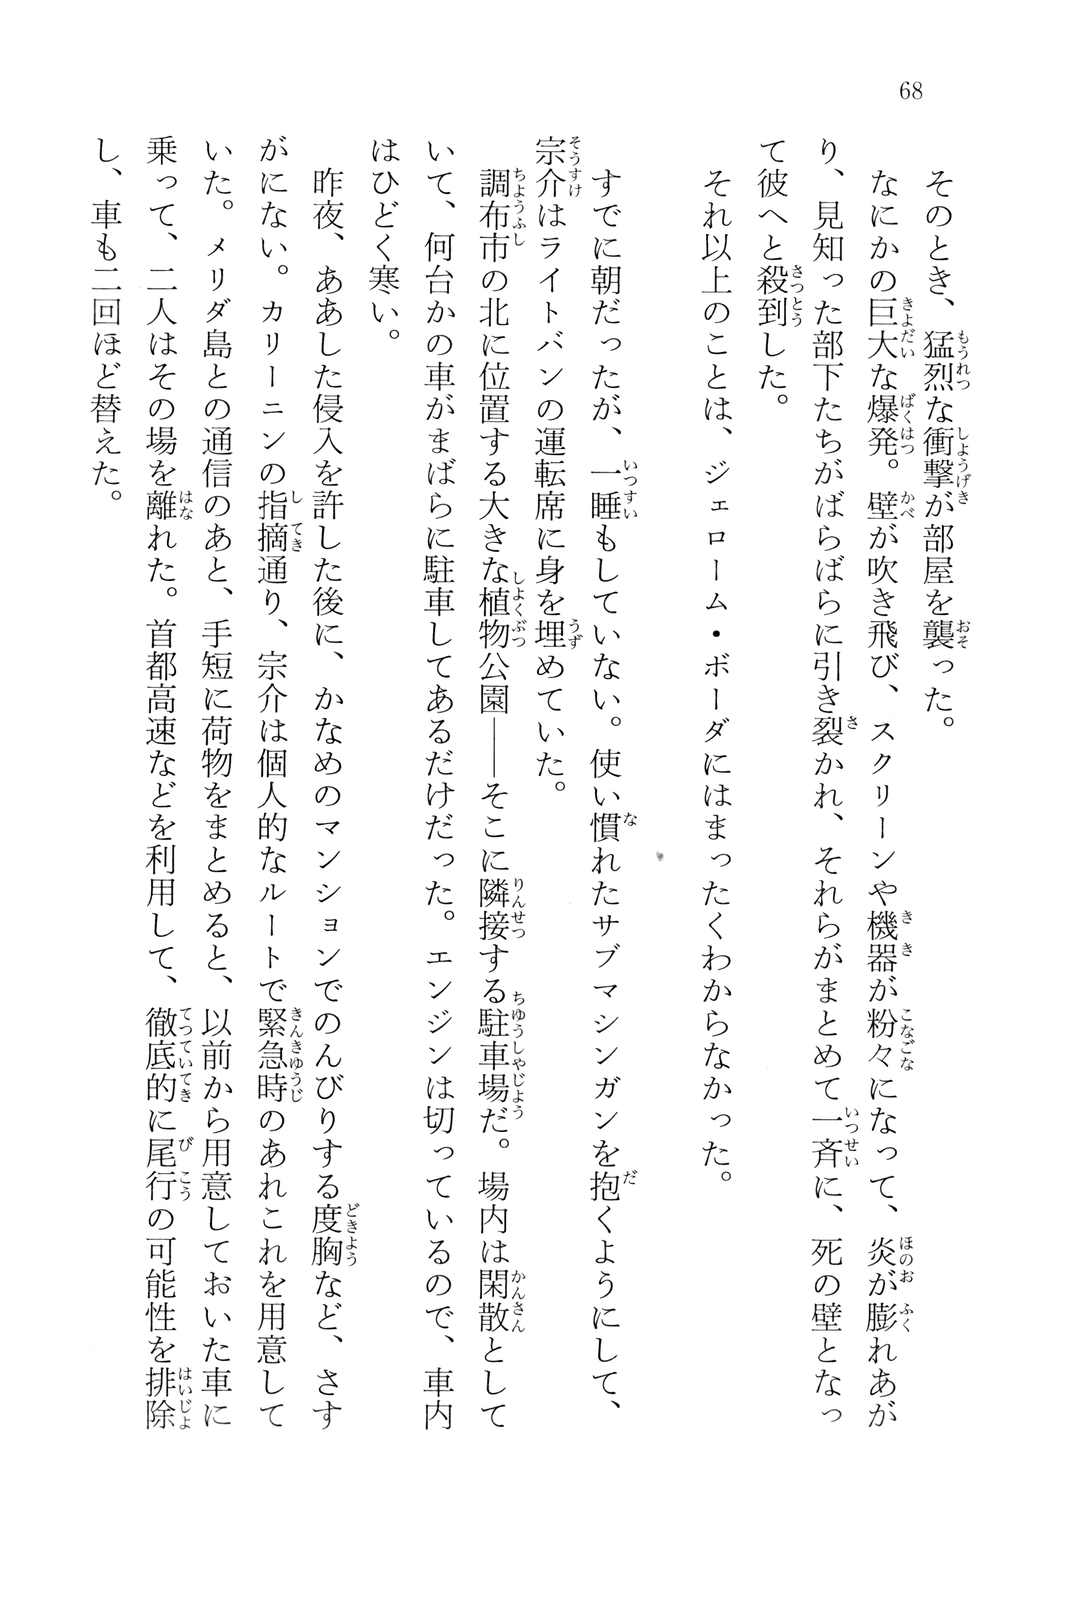 68
そのとき、猛烈な衝撃が部屋を襲った。
なにかの巨大な爆発。壁が吹き飛び、スクリーンや機器が粉々になって、炎が膨れあが
り、見知った部下たちがばらばらに引き裂かれ、それらがまとめて一斉に、死の壁となっ
て彼へと殺到した。
それ以上のことは、ジェローム・ボーダにはまったくわからなかった。
すでに朝だったが、一睡もしていない。使い慣れたサブマシンガンを抱くようにして、
宗介はライトバンの運転席に身を埋めていた。
調布市の北に位置する大きな植物公園――そこに隣接する駐車場だ。場内は閑散として
いて、何台かの車がまばらに駐車してあるだけだった。エンジンは切っているので、車内
はひどく寒い。
昨夜、ああした侵入を許した後に、かなめのマンションでのんびりする度胸など、さす
がにない。カリーニンの指摘通り、宗介は個人的なルートで緊急時のあれこれを用意して
いた。メリダ島との通信のあと、手短に荷物をまとめると、以前から用意しておいた車に
乗って、二人はその場を離れた。首都高速などを利用して、徹底的に尾行の可能性を排除
し、車も二回ほど替えた。